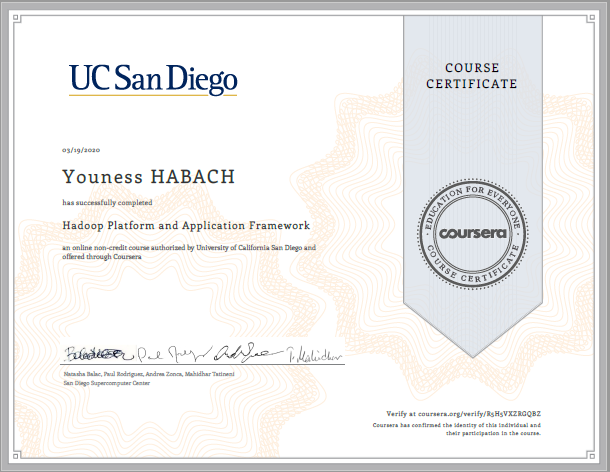 UC San Diego
COURSE
CERTIFICATE
03/19/2020
Youness HABACH
has successfully completed
Hadoop Platform and Application Framework
an online non-credit course authorized by University of California San Diego and
offered through Coursera
EDUCATION FOR EVERYONE
coursera
COURSE CERTIFICATE
Natasha Balac, Paul Rodriguez, Andrea Zonca, Mahidhar Tatineni
San Diego Supercomputer Center
Verify at coursera.org/verify/R5H5VXZRGQBZ
Coursera has confirmed the identity of this individual and
their participation in the course.